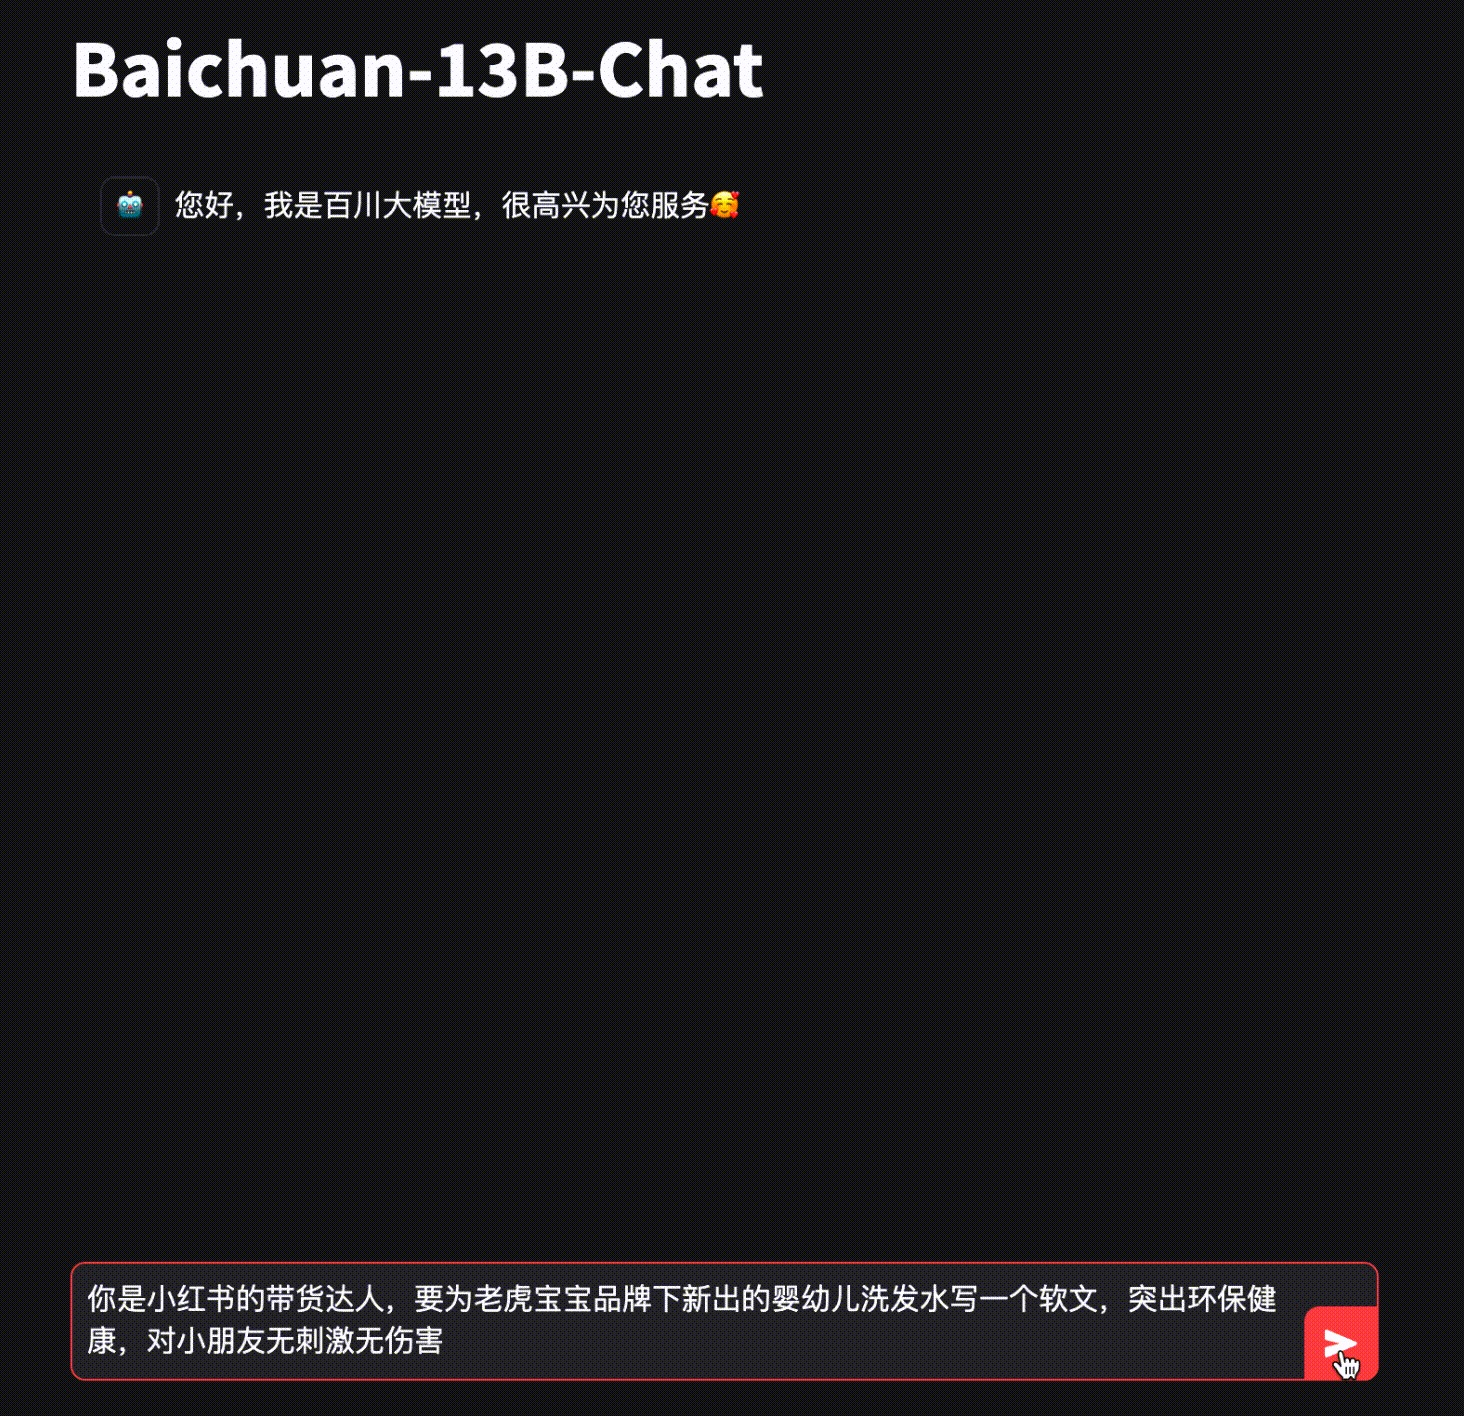 Baichuan-13B-Chat
您好，我是百川大模型，很高兴为您服务🥰
你是小红书的带货达人，要为老虎宝宝品牌下新出的婴幼儿洗发水写一个软文，突出环保健
康，对小朋友无刺激无伤害